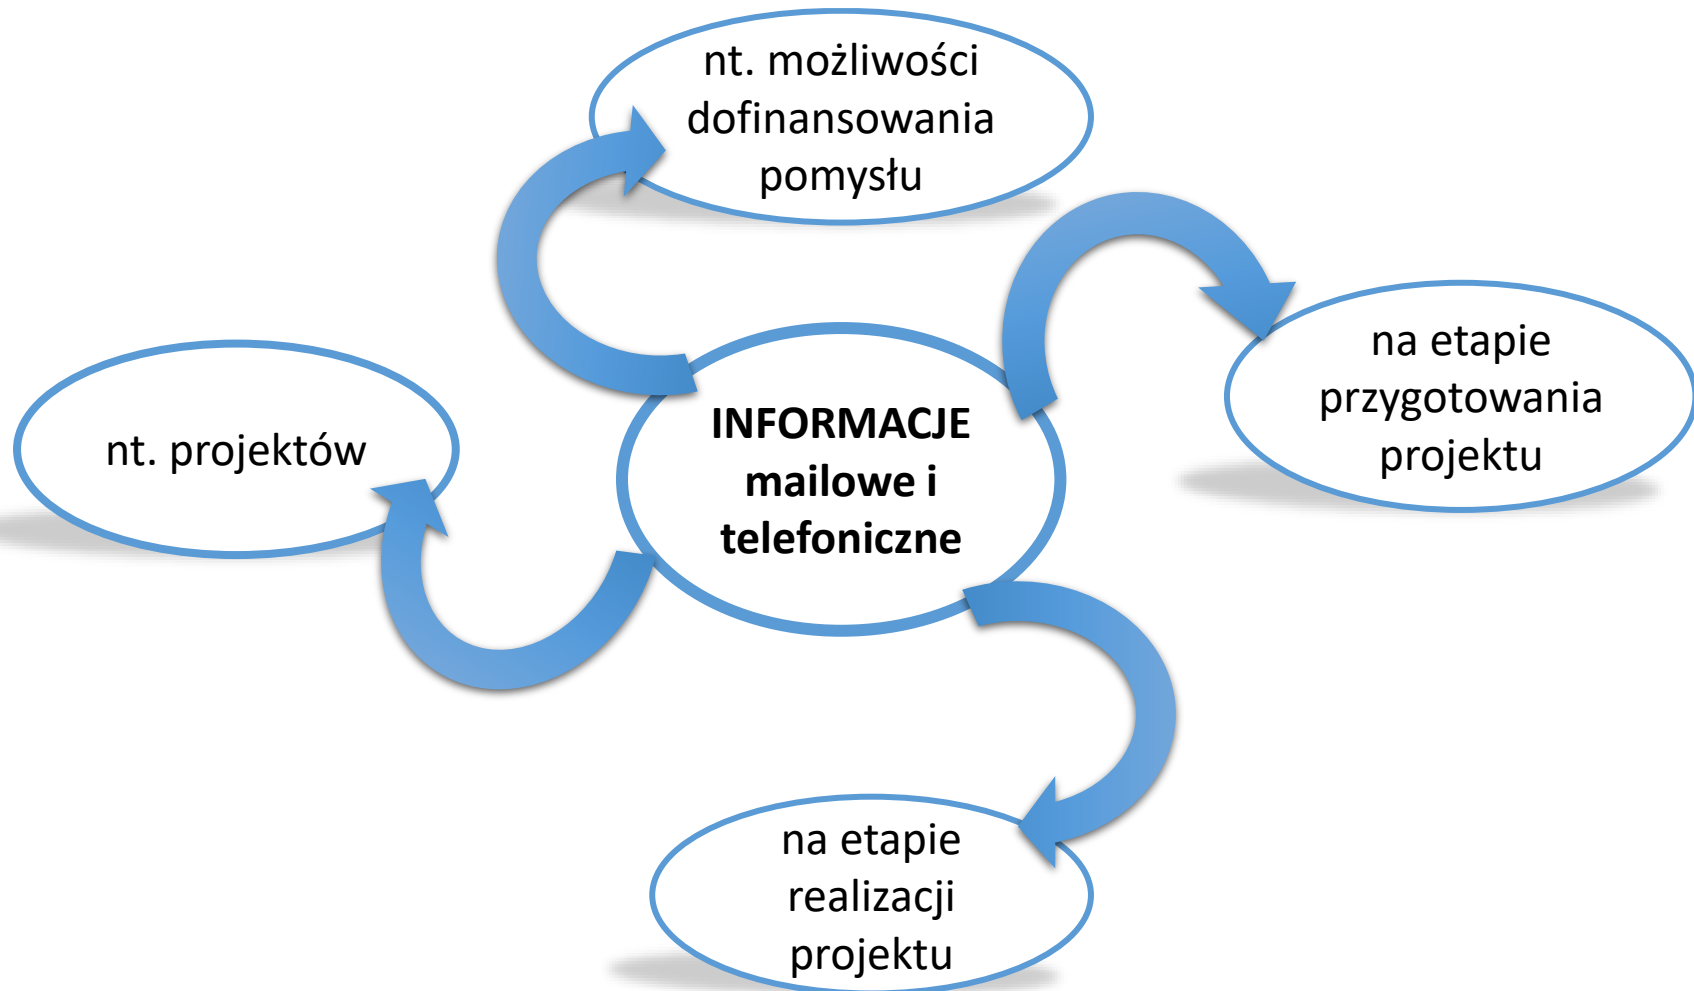 nt. możliwości
dofinansowania
pomysłu
na etapie
przygotowania
projektu
nt. projektów
INFORMACJE
mailowe i
telefoniczne
na etapie
realizacji
projektu